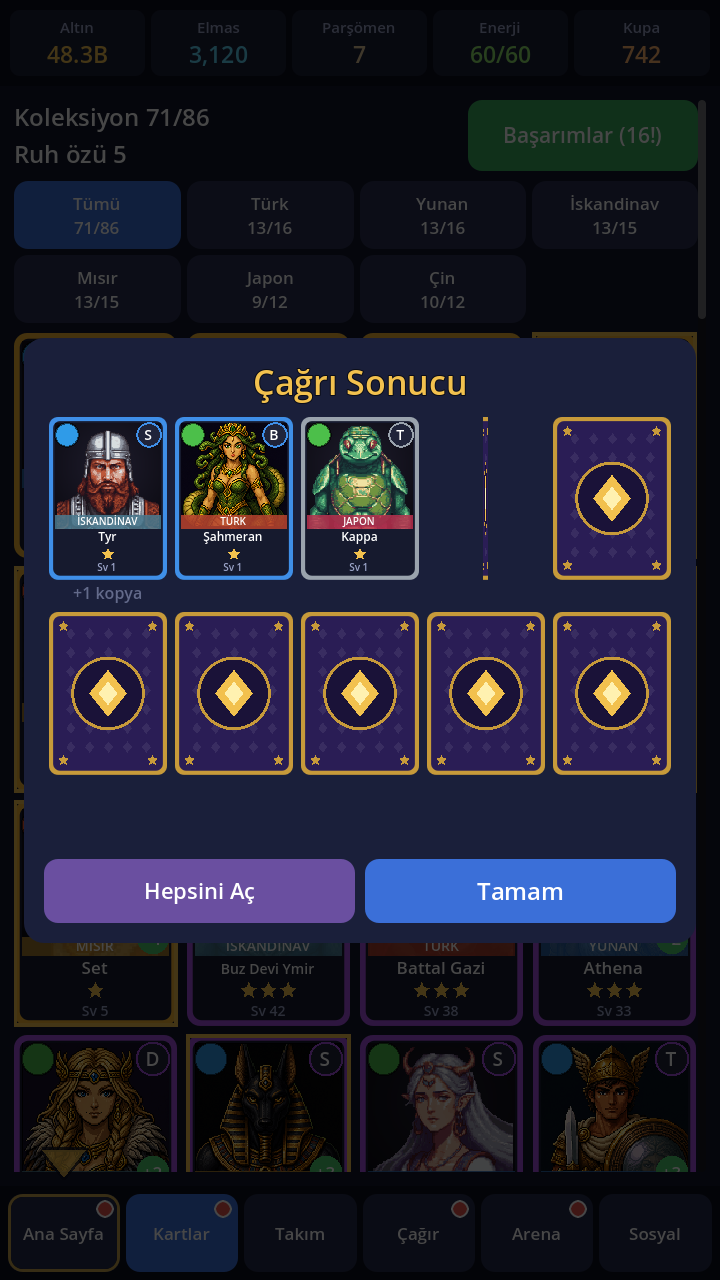 Altın
Elmas
Parşömen
Enerji
Kupa
48.3B
3,120
7
60/60
742
Koleksiyon 71/86
Ruh özü 5
Başarımlar (16!)
Tümü
71/86
Türk
13/16
Yunan
13/16
İskandinav
13/15
Mısır
13/15
Japon
9/12
Çin
10/12
Çağrı Sonucu
S
B
T
İSKANDİNAV
TÜRK
JAPON
Tyr
Şahmeran
Kappa
Sv 1
Sv 1
Sv 1
+1 kopya
Hepsini Aç
Tamam
MISIR
İSKANDİNAV
TÜRK
YUNAN
Set
Buz Devi Ymir
Battal Gazi
Athena
Sv 5
Sv 42
Sv 38
Sv 33
D
S
S
T
Ana Sayfa
Kartlar
Takım
Çağır
Arena
Sosyal